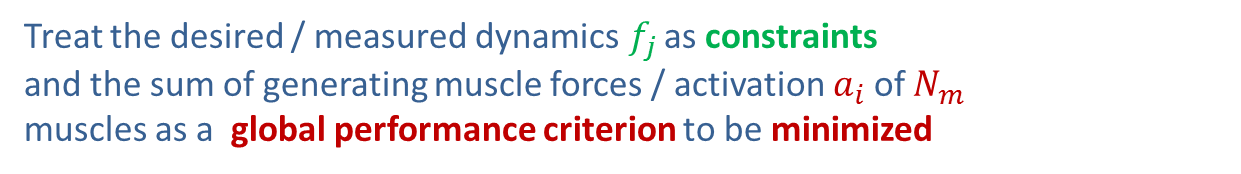 Treat the desired / measured dynamics fⱼ as constraints
and the sum of generating muscle forces / activation aᵢ of Nₘ
muscles as a global performance criterion to be minimized